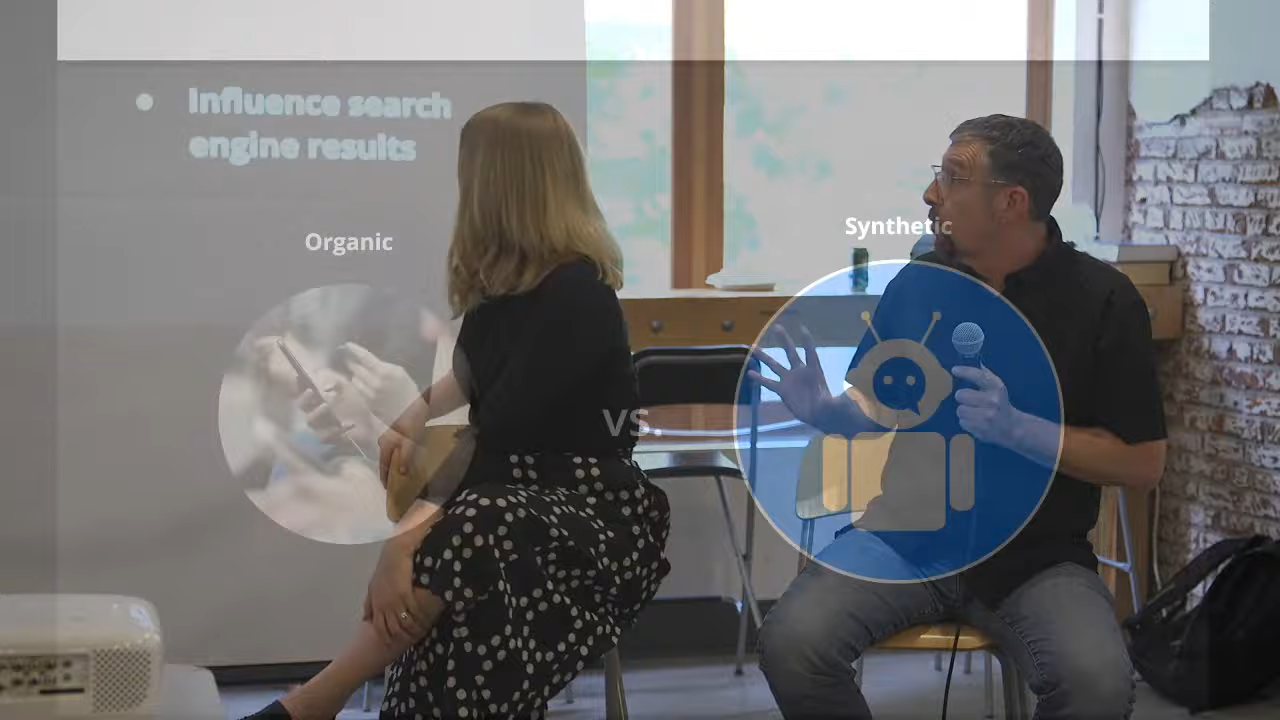 Influence search
engine results
Organic
Synthetic
VS.